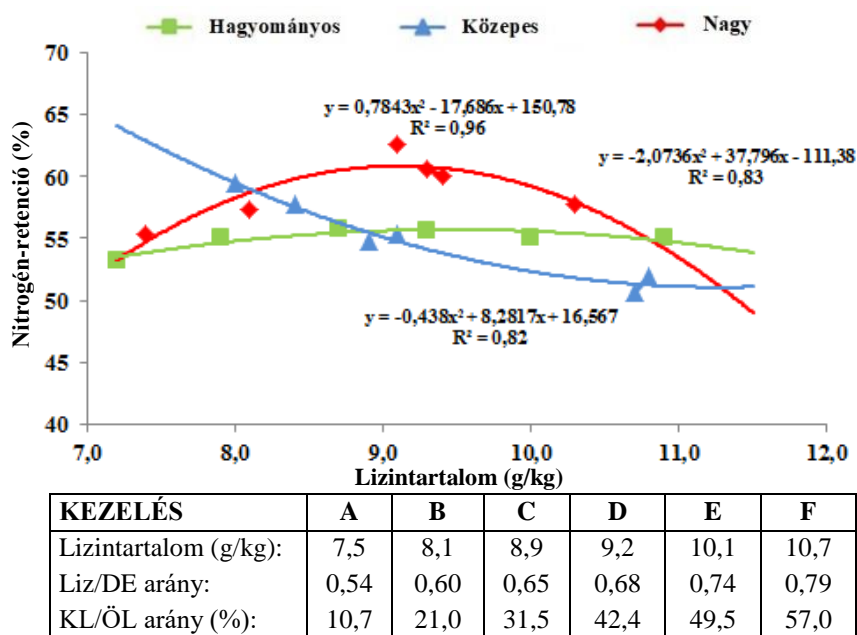 Hagyományos Közepes Nagy
70
65
60
55
50
45
40
Nitrogén-retenció (%)
y = 0,7843x² - 17,686x + 150,78
R² = 0,96
y = -2,0736x² + 37,796x - 111,38
R² = 0,83
y = -0,438x² + 8,2817x + 16,567
R² = 0,82
7,0 8,0 9,0 10,0 11,0 12,0
Lizintartalom (g/kg)
KEZELÉS A B C D E F
Lizintartalom (g/kg): 7,5 8,1 8,9 9,2 10,1 10,7
Liz/DE arány: 0,54 0,60 0,65 0,68 0,74 0,79
KL/ÖL arány (%): 10,7 21,0 31,5 42,4 49,5 57,0